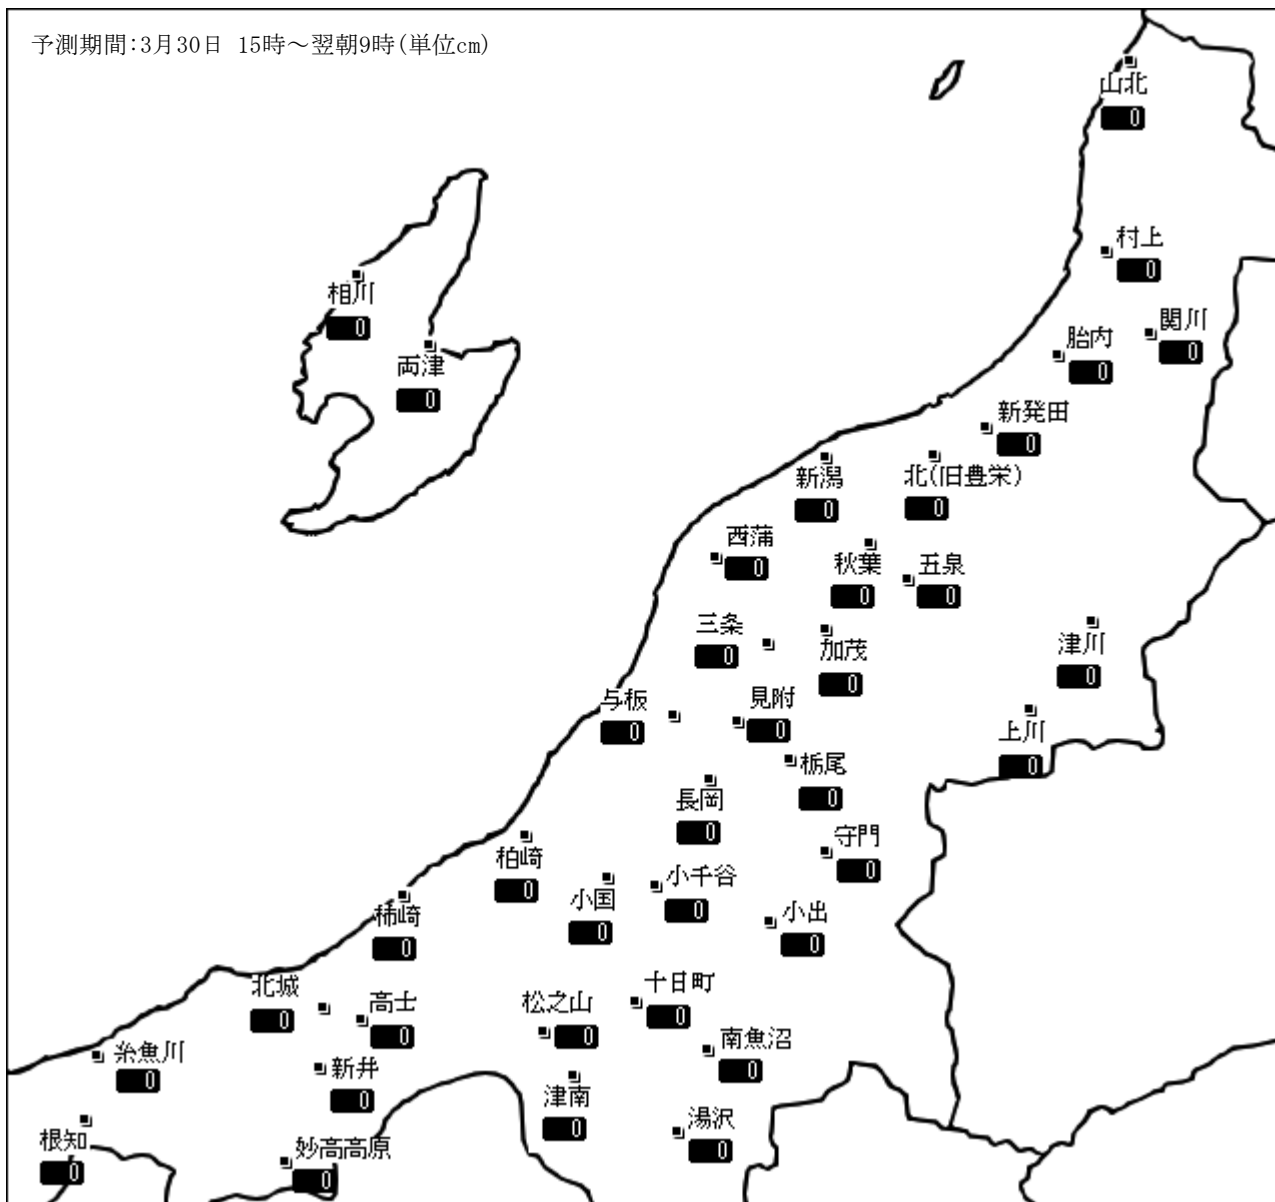 予測期間:3月30日 15時～翌朝9時(単位cm)
山北
0
村上
0
相川
0
関川
0
胎内
0
両津
0
新発田
0
新潟
0
北(旧豊栄)
0
西蒲
0
秋葉
0
五泉
0
三条
0
加茂
0
津川
0
与板
0
見附
0
上川
0
栃尾
0
長岡
0
守門
0
柏崎
0
小千谷
0
小国
0
小出
0
柿崎
0
北城
0
高士
0
松之山
0
十日町
0
南魚沼
0
糸魚川
0
新井
0
津南
0
湯沢
0
根知
0
妙高高原
0